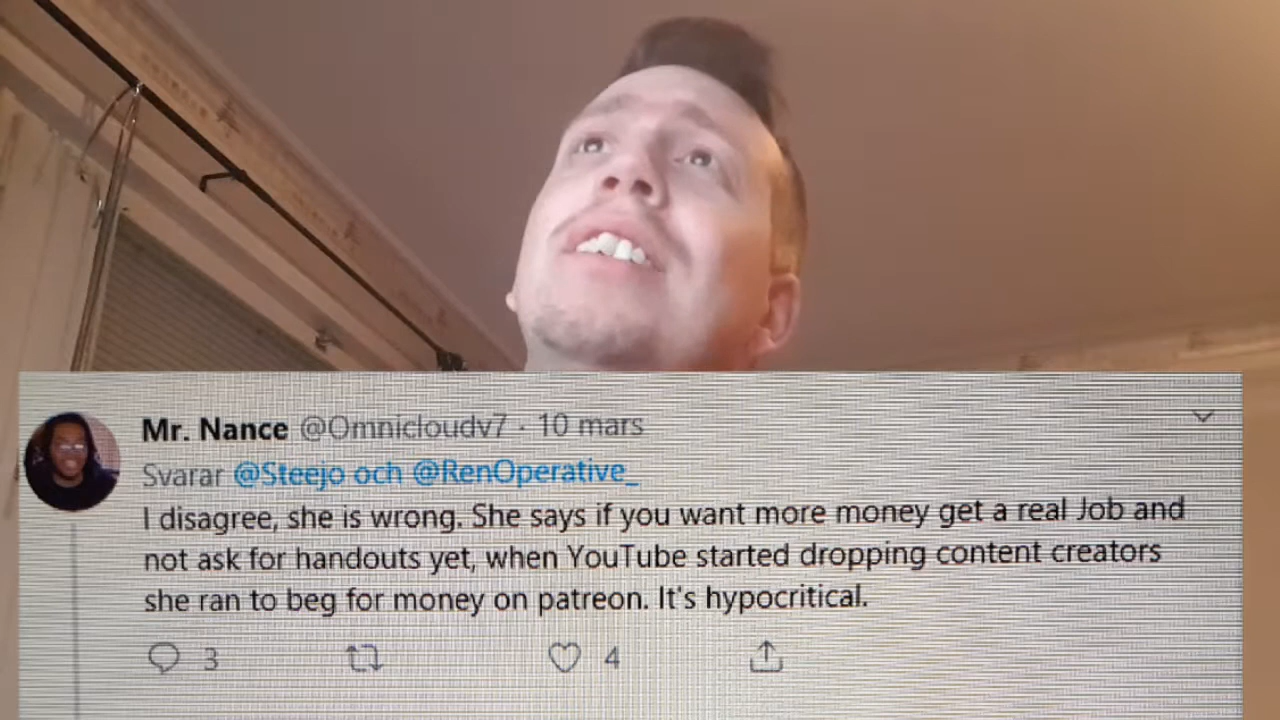 Mr. Nance @Omnicloudv7 · 10 mars
Svarar @Steejo och @RenOperative_
I disagree, she is wrong. She says if you want more money get a real Job and
not ask for handouts yet, when YouTube started dropping content creators
she ran to beg for money on patreon. It's hypocritical.
3 4